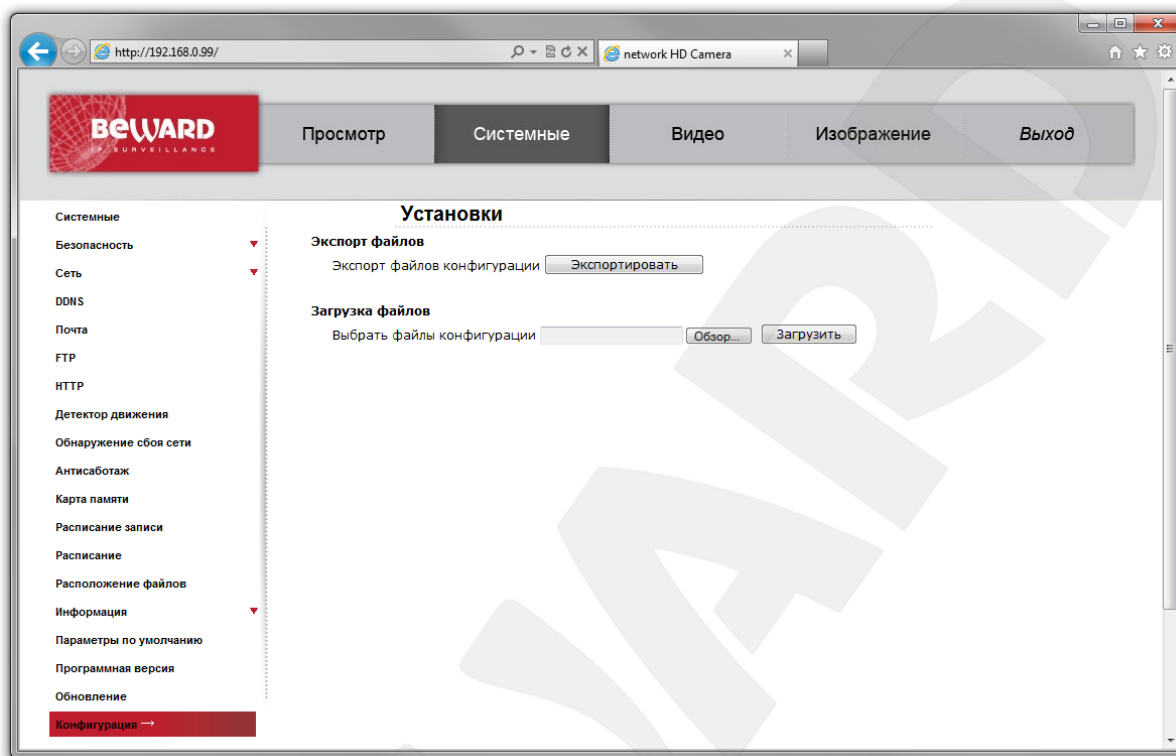 http://192.168.0.99/
network HD Camera
BEWARD
IP SURVEILLANCE
Просмотр
Системные
Видео
Изображение
Выход
Системные
Безопасность
Сеть
DDNS
Почта
FTP
HTTP
Детектор движения
Обнаружение сбоя сети
Антисаботаж
Карта памяти
Расписание записи
Расписание
Расположение файлов
Информация
Параметры по умолчанию
Программная версия
Обновление
Конфигурация →
Установки
Экспорт файлов
Экспорт файлов конфигурации Экспортировать
Загрузка файлов
Выбрать файлы конфигурации Обзор... Загрузить
WARD